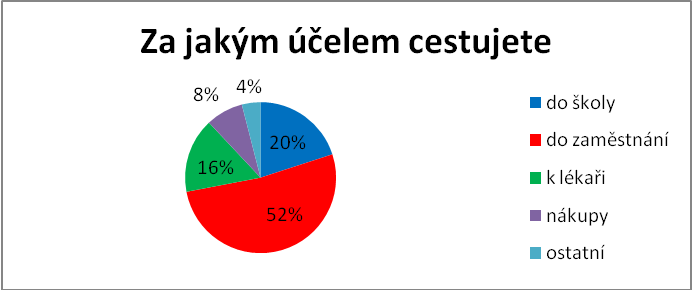 Za jakým účelem cestujete
4%
8%
20%
16%
52%
do školy
do zaměstnání
k lékaři
nákupy
ostatní